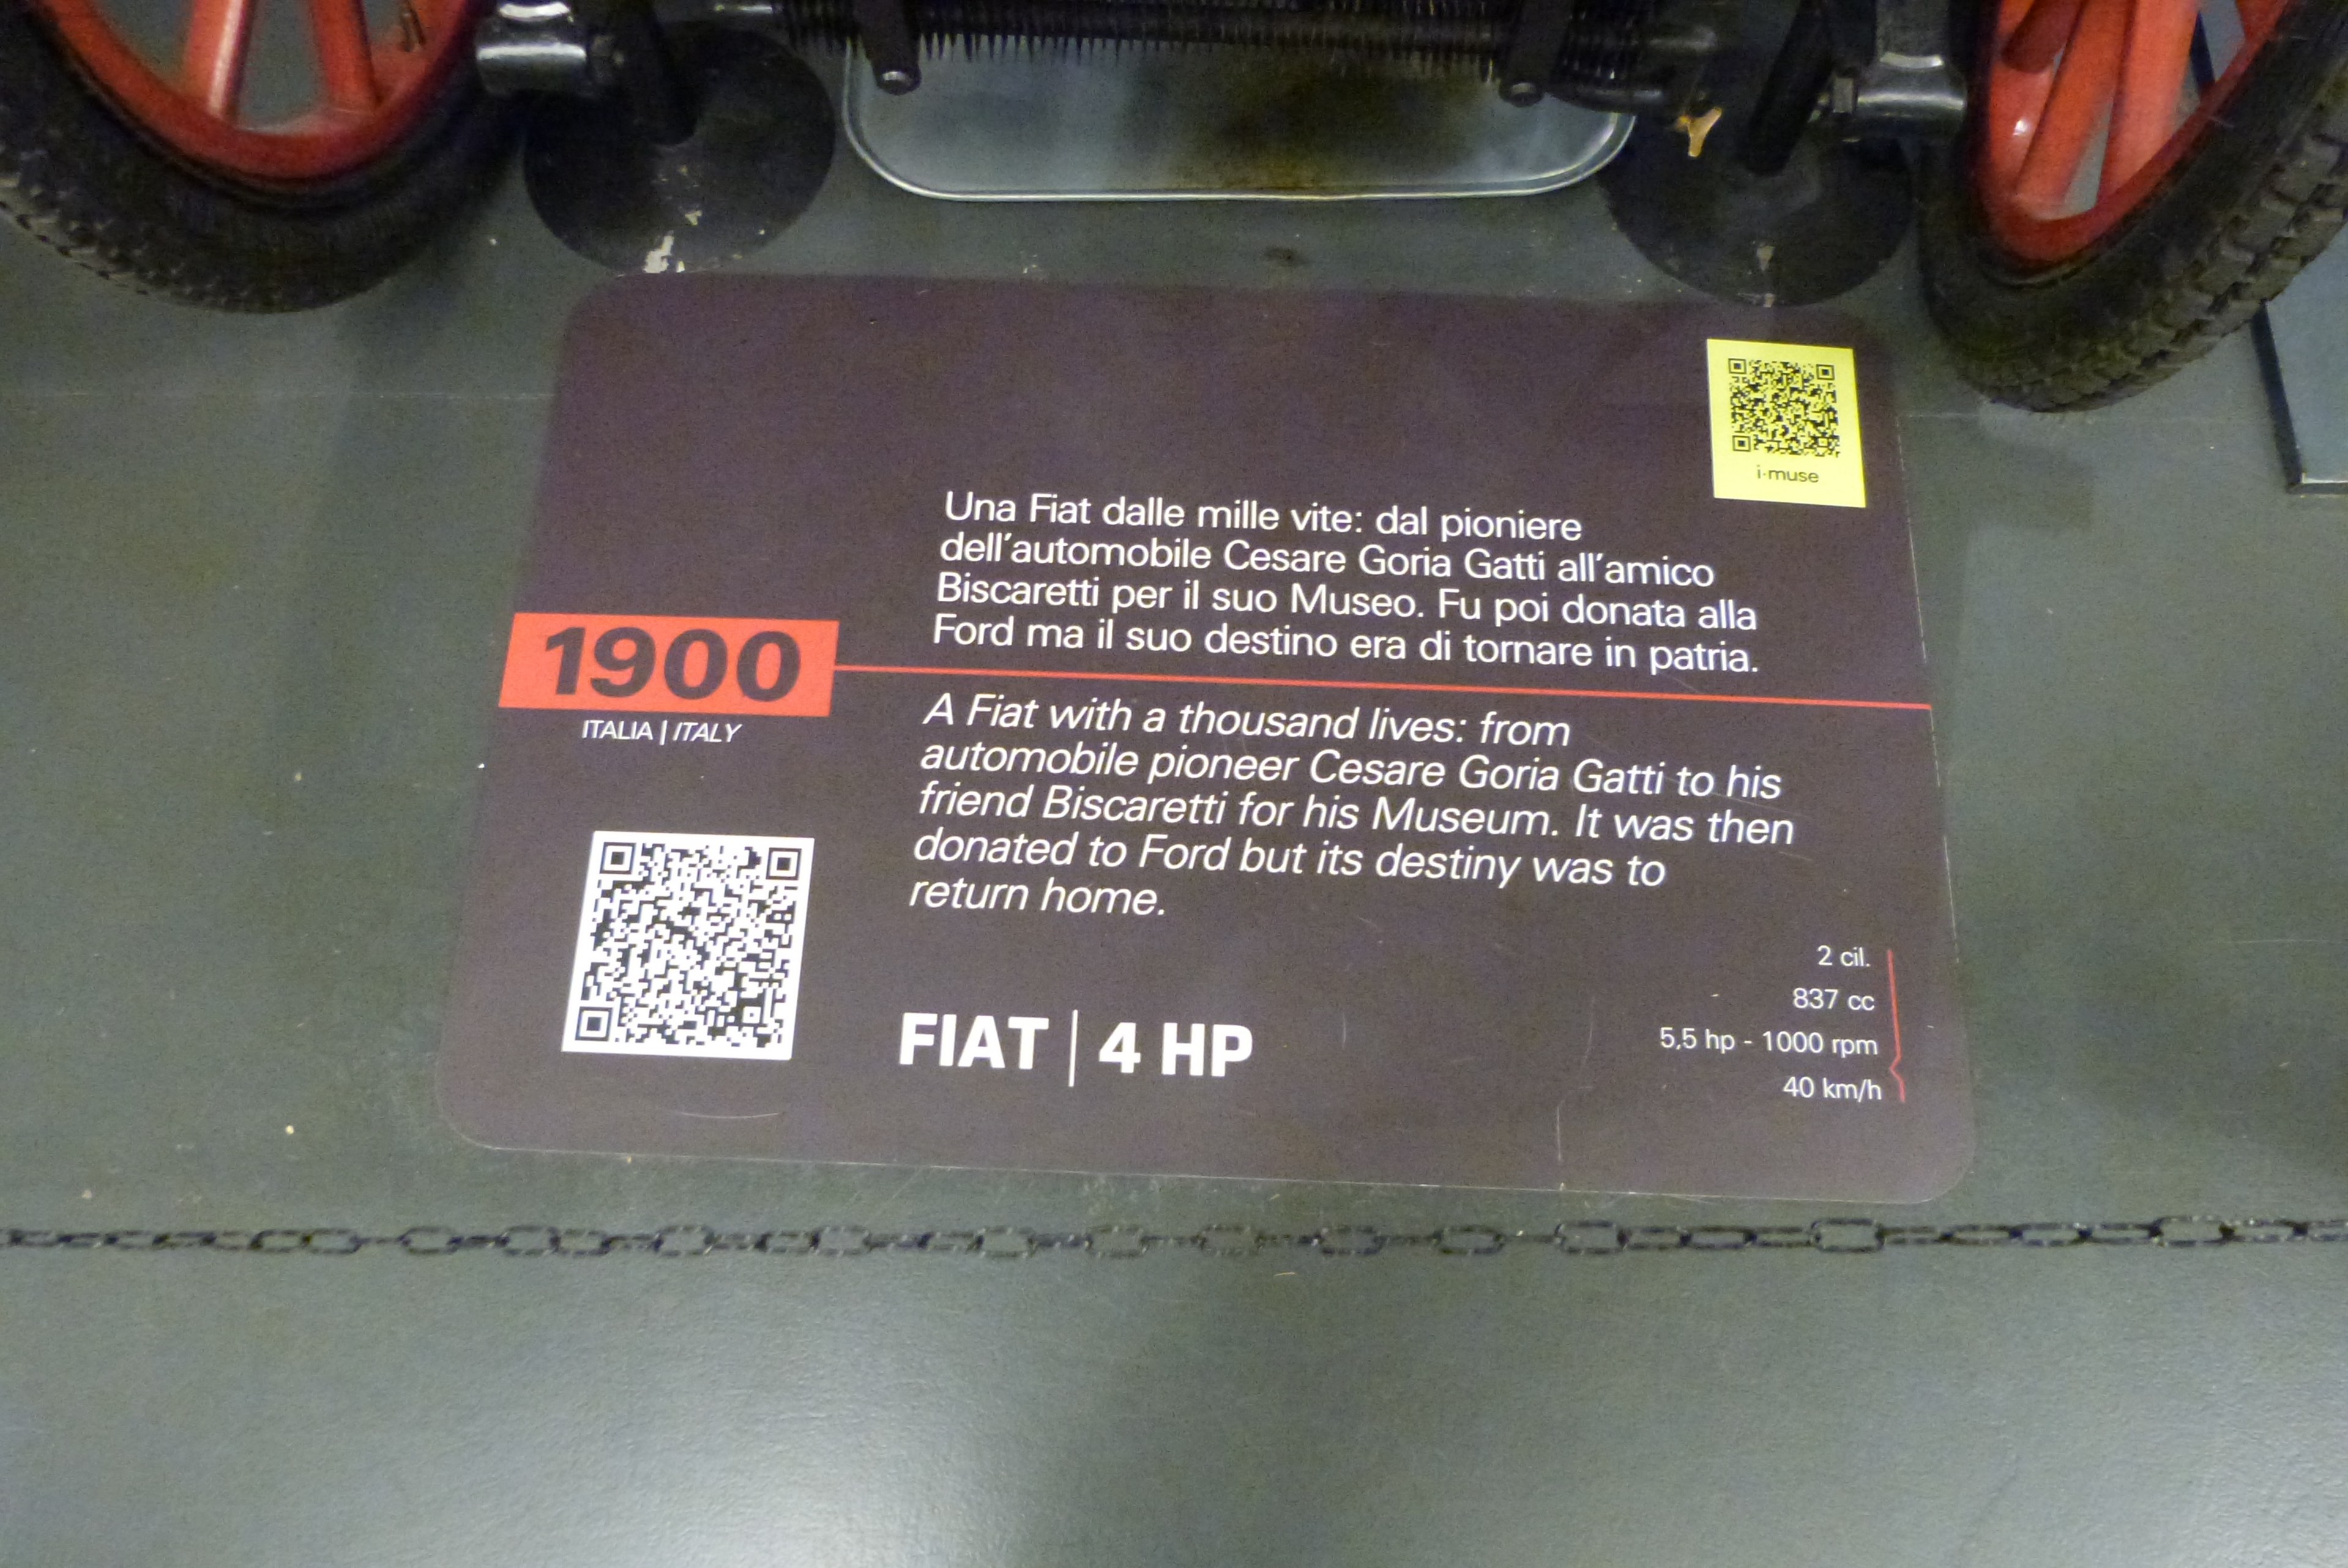 i-muse
Una Fiat dalle mille vite: dal pioniere
dell'automobile Cesare Goria Gatti all'amico
Biscaretti per il suo Museo. Fu poi donata alla
Ford ma il suo destino era di tornare in patria.
1900
ITALIA | ITALY
A Fiat with a thousand lives: from
automobile pioneer Cesare Goria Gatti to his
friend Biscaretti for his Museum. It was then
donated to Ford but its destiny was to
return home.
FIAT | 4 HP
2 cil.
837 cc
5,5 hp - 1000 rpm
40 km/h